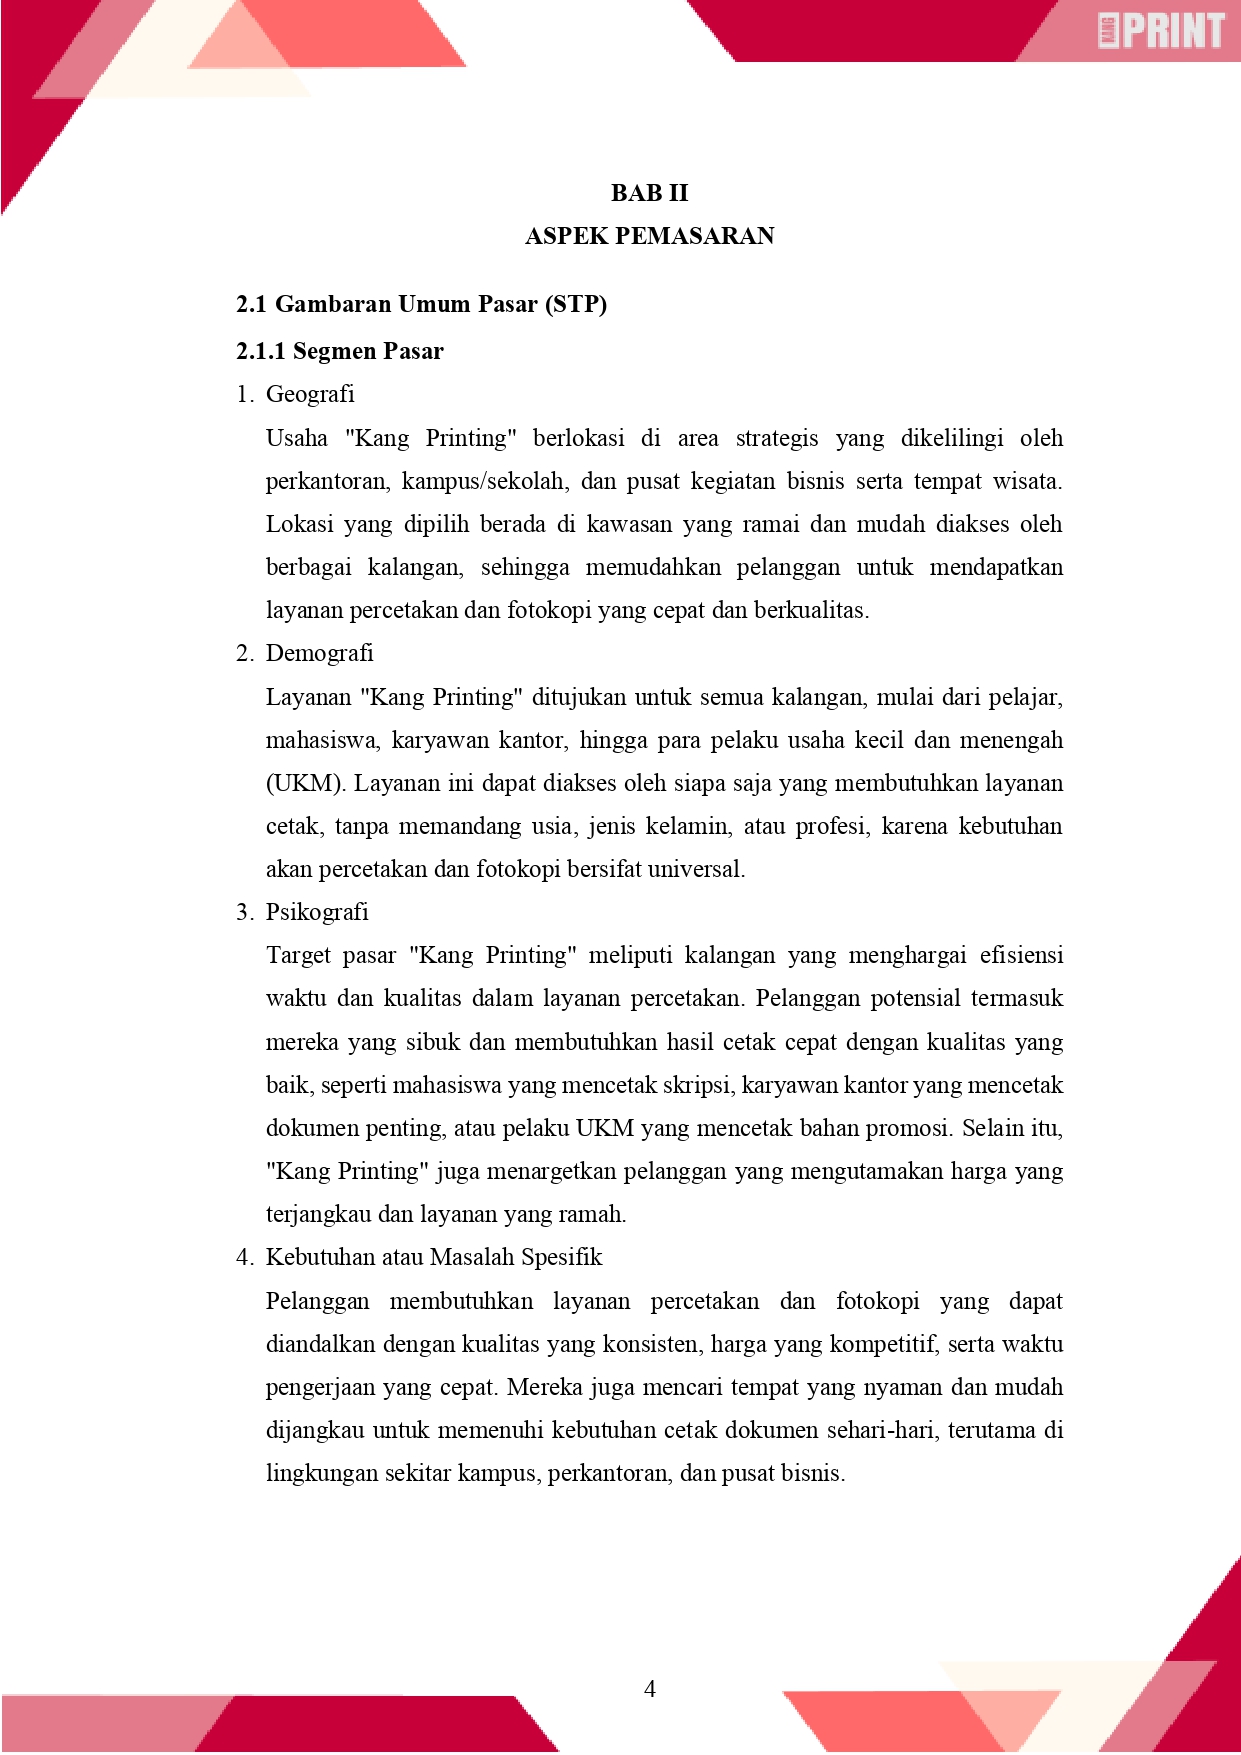 KANG PRINT
BAB II
ASPEK PEMASARAN
2.1 Gambaran Umum Pasar (STP)
2.1.1 Segmen Pasar
1. Geografi
Usaha "Kang Printing" berlokasi di area strategis yang dikelilingi oleh
perkantoran, kampus/sekolah, dan pusat kegiatan bisnis serta tempat wisata.
Lokasi yang dipilih berada di kawasan yang ramai dan mudah diakses oleh
berbagai kalangan, sehingga memudahkan pelanggan untuk mendapatkan
layanan percetakan dan fotokopi yang cepat dan berkualitas.
2. Demografi
Layanan "Kang Printing" ditujukan untuk semua kalangan, mulai dari pelajar,
mahasiswa, karyawan kantor, hingga para pelaku usaha kecil dan menengah
(UKM). Layanan ini dapat diakses oleh siapa saja yang membutuhkan layanan
cetak, tanpa memandang usia, jenis kelamin, atau profesi, karena kebutuhan
akan percetakan dan fotokopi bersifat universal.
3. Psikografi
Target pasar "Kang Printing" meliputi kalangan yang menghargai efisiensi
waktu dan kualitas dalam layanan percetakan. Pelanggan potensial termasuk
mereka yang sibuk dan membutuhkan hasil cetak cepat dengan kualitas yang
baik, seperti mahasiswa yang mencetak skripsi, karyawan kantor yang mencetak
dokumen penting, atau pelaku UKM yang mencetak bahan promosi. Selain itu,
"Kang Printing" juga menargetkan pelanggan yang mengutamakan harga yang
terjangkau dan layanan yang ramah.
4. Kebutuhan atau Masalah Spesifik
Pelanggan membutuhkan layanan percetakan dan fotokopi yang dapat
diandalkan dengan kualitas yang konsisten, harga yang kompetitif, serta waktu
pengerjaan yang cepat. Mereka juga mencari tempat yang nyaman dan mudah
dijangkau untuk memenuhi kebutuhan cetak dokumen sehari-hari, terutama di
lingkungan sekitar kampus, perkantoran, dan pusat bisnis.
4